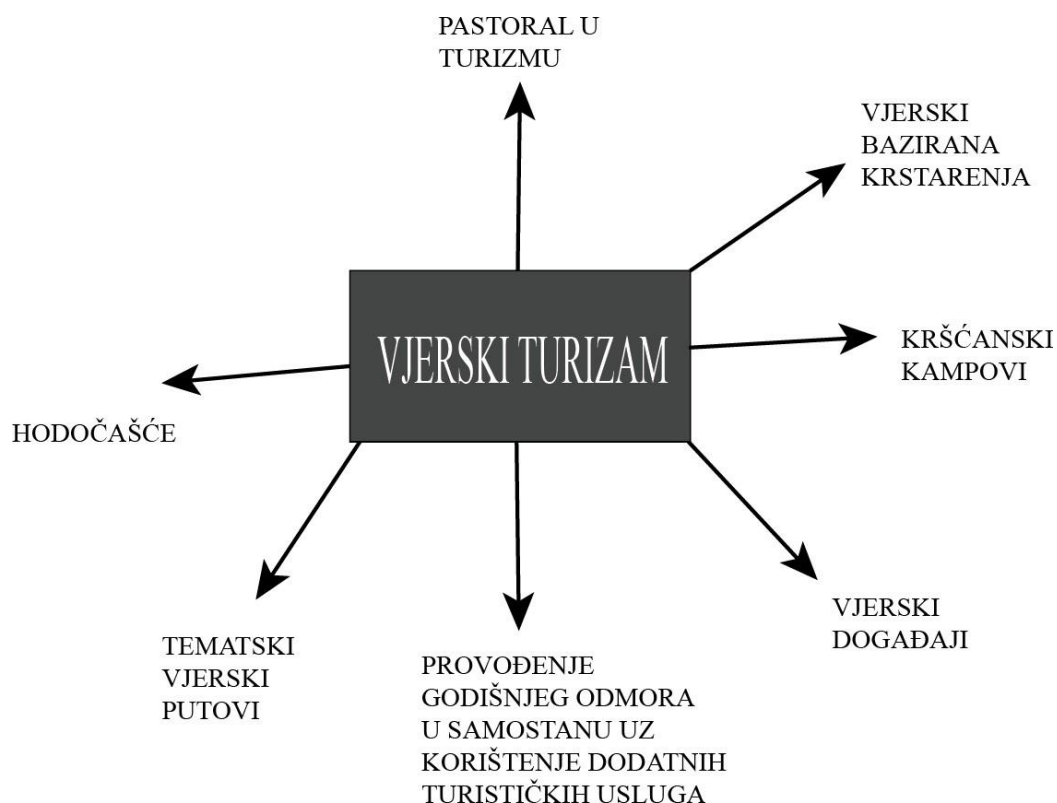 PASTORAL U
TURIZMU
VJERSKI
BAZIRANA
KRSTARENJA
VJERSKI TURIZAM
KRŠĆANSKI
KAMPOVI
HODOČAŠĆE
VJERSKI
DOGAĐAJI
TEMATSKI
VJERSKI
PUTOVI
PROVOĐENJE
GODIŠNJEG ODMORA
U SAMOSTANU UZ
KORIŠTENJE DODATNIH
TURISTIČKIH USLUGA